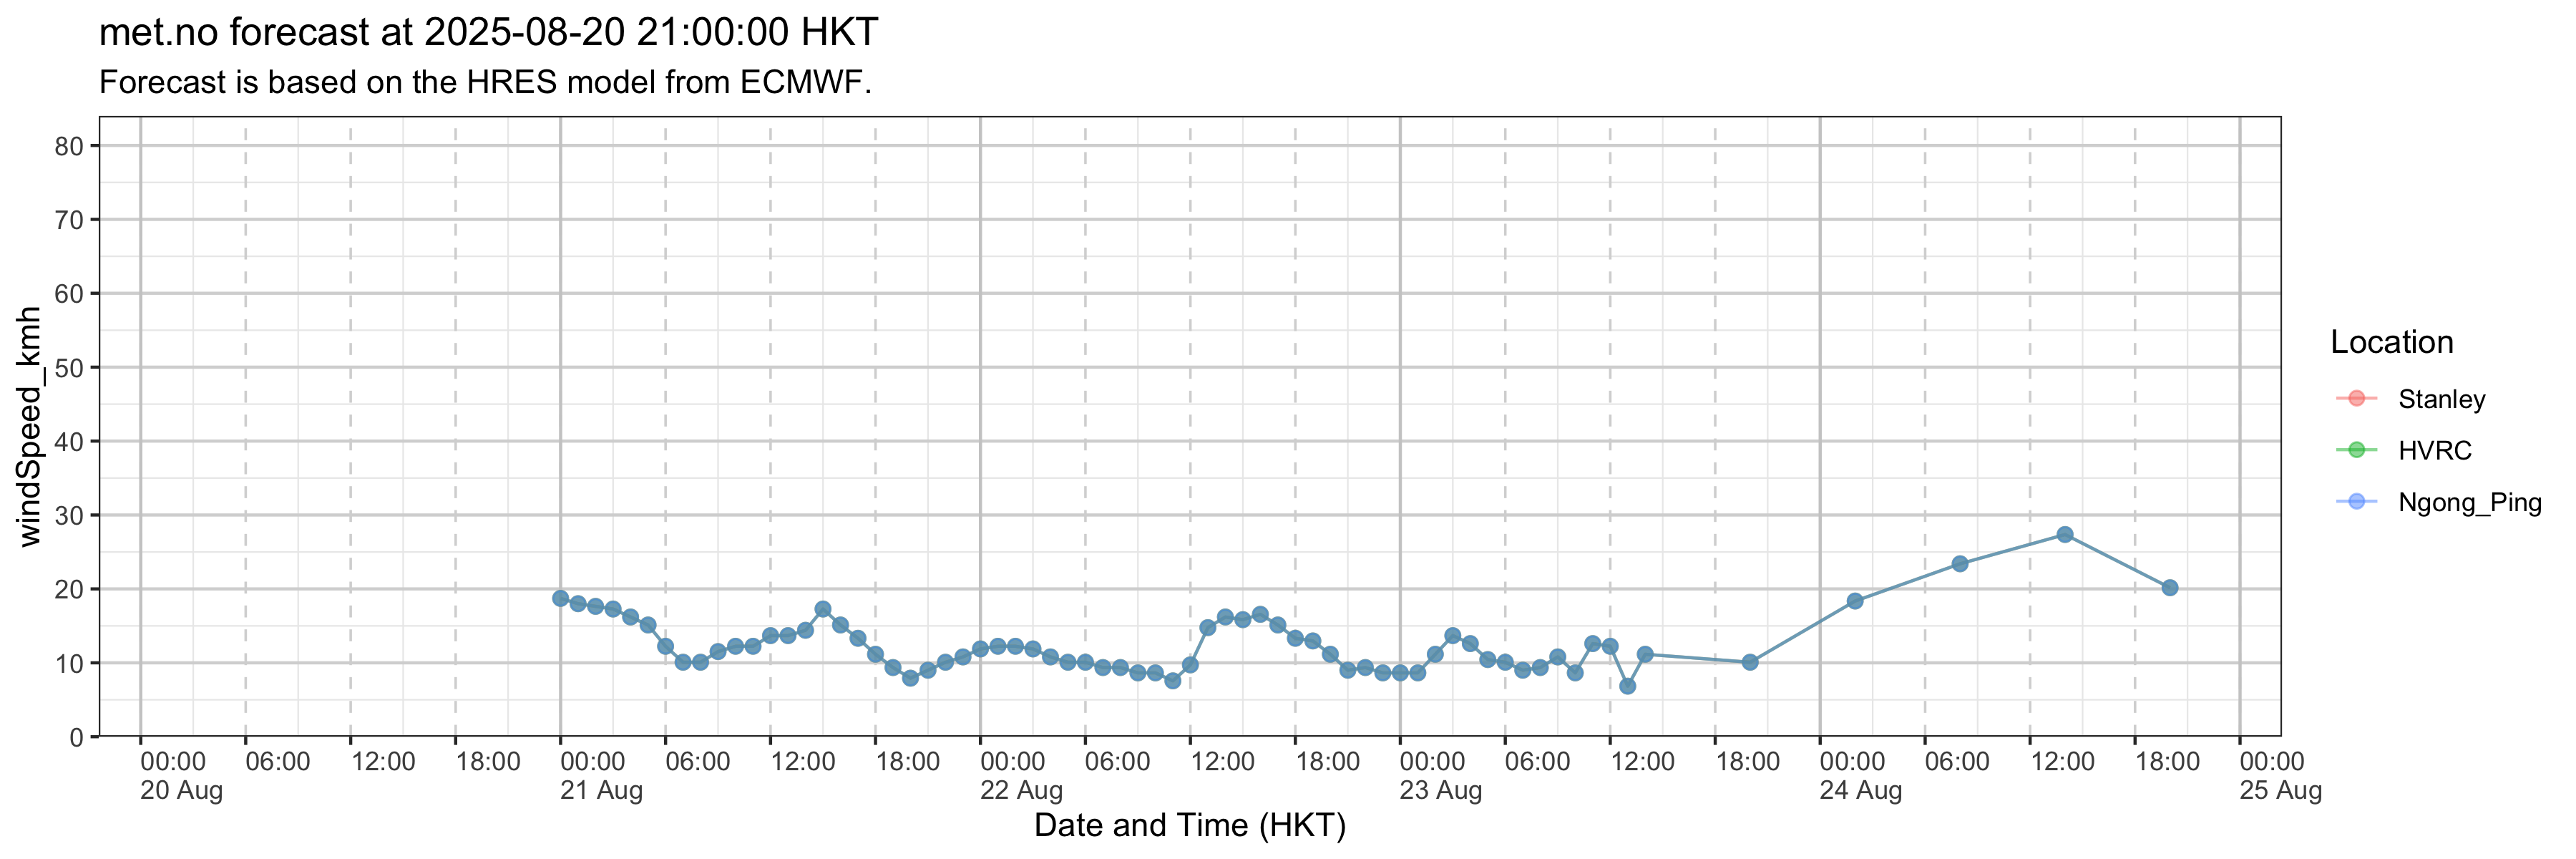 met.no forecast at 2025-08-20 21:00:00 HKT
Forecast is based on the HRES model from ECMWF.
windSpeed_kmh
80
70
60
50
40
30
20
10
0
00:00 06:00 12:00 18:00 00:00 06:00 12:00 18:00 00:00 06:00 12:00 18:00 00:00 06:00 12:00 18:00 00:00 06:00 12:00 18:00 00:00
20 Aug 21 Aug 22 Aug 23 Aug 24 Aug 25 Aug
Date and Time (HKT)
Location
Stanley
HVRC
Ngong_Ping